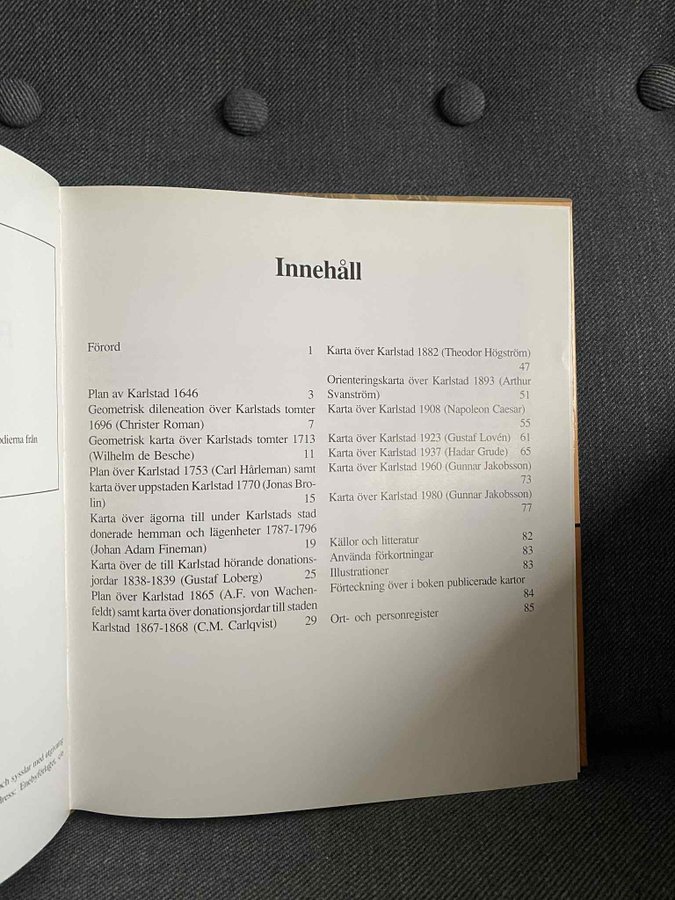 Innehåll
Förord 1
Plan av Karlstad 1646 3
Geometrisk dileneation över Karlstads tomter
1696 (Christer Roman) 7
Geometrisk karta över Karlstads tomter 1713
(Wilhelm de Besche) 11
Plan över Karlstad 1753 (Carl Hårleman) samt
karta över uppstaden Karlstad 1770 (Jonas Bro-
lin) 15
Karta över ägorna till under Karlstads stad
donerade hemman och lägenheter 1787-1796
(Johan Adam Fineman) 19
Karta över de till Karlstad hörande donations-
jordar 1838-1839 (Gustaf Loberg) 25
Plan över Karlstad 1865 (A.F. von Wachen-
feldt) samt karta över donationsjordar till staden
Karlstad 1867-1868 (C.M. Carlqvist) 29
Karta över Karlstad 1882 (Theodor Högström)
47
Orienteringskarta över Karlstad 1893 (Arthur
Svanström) 51
Karta över Karlstad 1908 (Napoleon Caesar)
55
Karta över Karlstad 1923 (Gustaf Lovén) 61
Karta över Karlstad 1937 (Hadar Grude) 65
Karta över Karlstad 1960 (Gunnar Jakobsson)
73
Karta över Karlstad 1980 (Gunnar Jakobsson)
77
Källor och litteratur 82
Använda förkortningar 83
Illustrationer 83
Förteckning över i boken publicerade kartor
84
Ort- och personregister 85
odierna från
och sysslar med utgivning
dress: Enebyförlaget, c/o